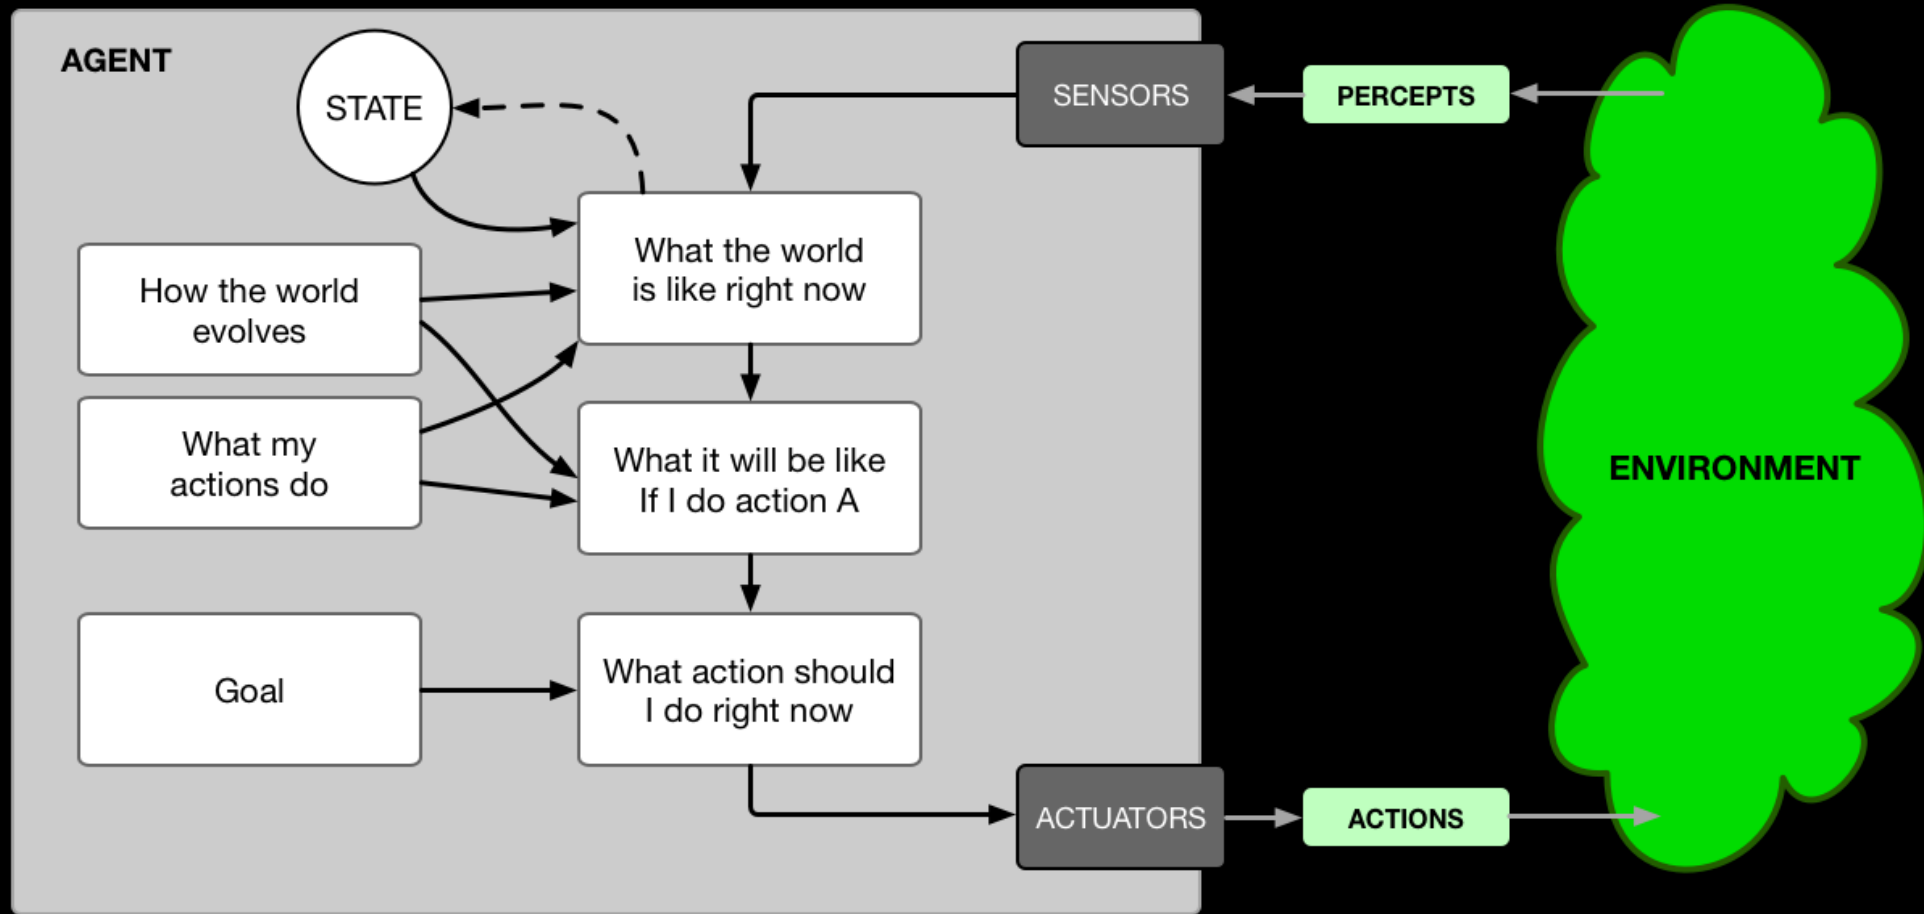 AGENT
STATE
SENSORS
PERCEPTS
What the world
is like right now
How the world
evolves
What my
actions do
What it will be like
If I do action A
ENVIRONMENT
Goal
What action should
I do right now
ACTUATORS
ACTIONS